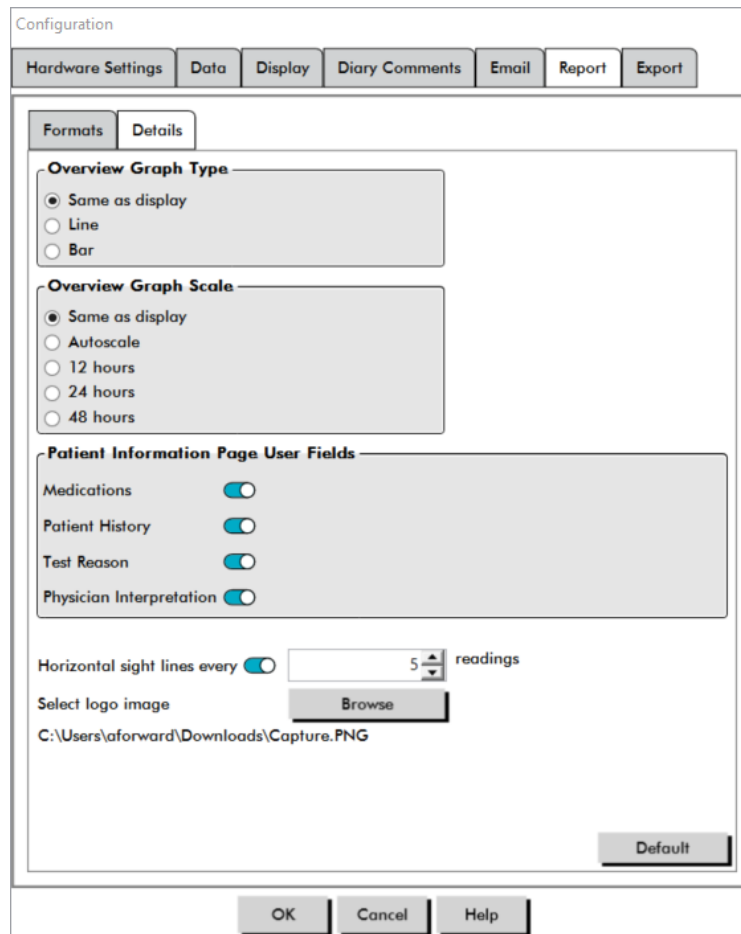 Configuration
Hardware Settings Data Display Diary Comments Email Report Export
Formats Details
Overview Graph Type
Same as display
Line
Bar
Overview Graph Scale
Same as display
Autoscale
12 hours
24 hours
48 hours
Patient Information Page User Fields
Medications
Patient History
Test Reason
Physician Interpretation
Horizontal sight lines every 5 readings
Select logo image Browse
C:\Users\aforward\Downloads\Capture.PNG
Default
OK Cancel Help